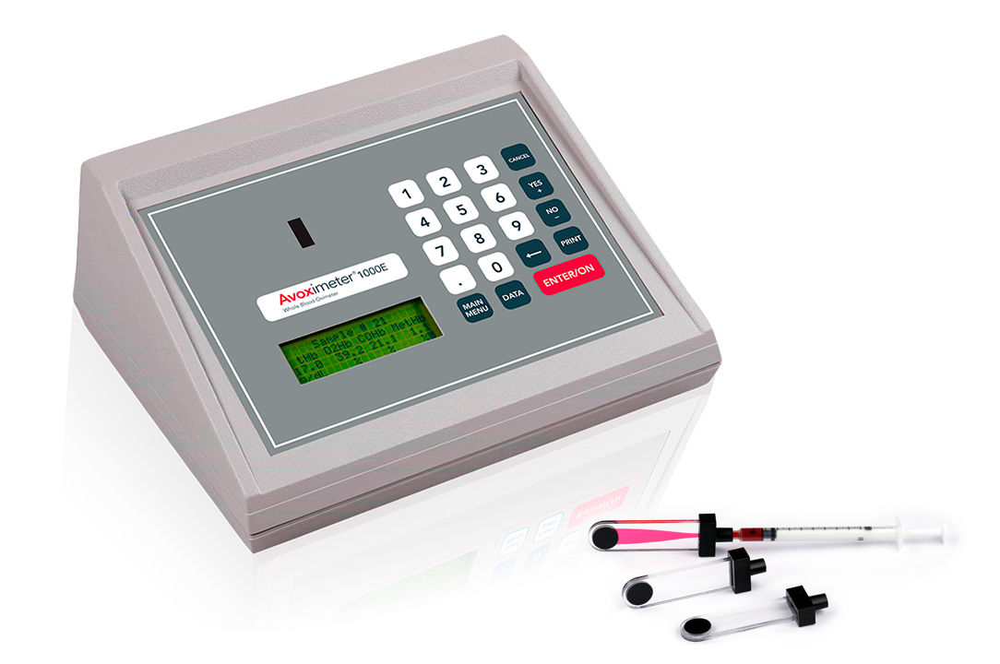 Avoximeter® 1000E
Whole Blood Oximeter
Sample # 21
tHb O2Hb COHb MetHb
17.0 39.2 21.1 1.
g/dL % %
1 2 3 CANCEL
4 5 6 YES +
7 8 9 NO −
. 0 ← PRINT
MAIN MENU DATA ENTER/ON